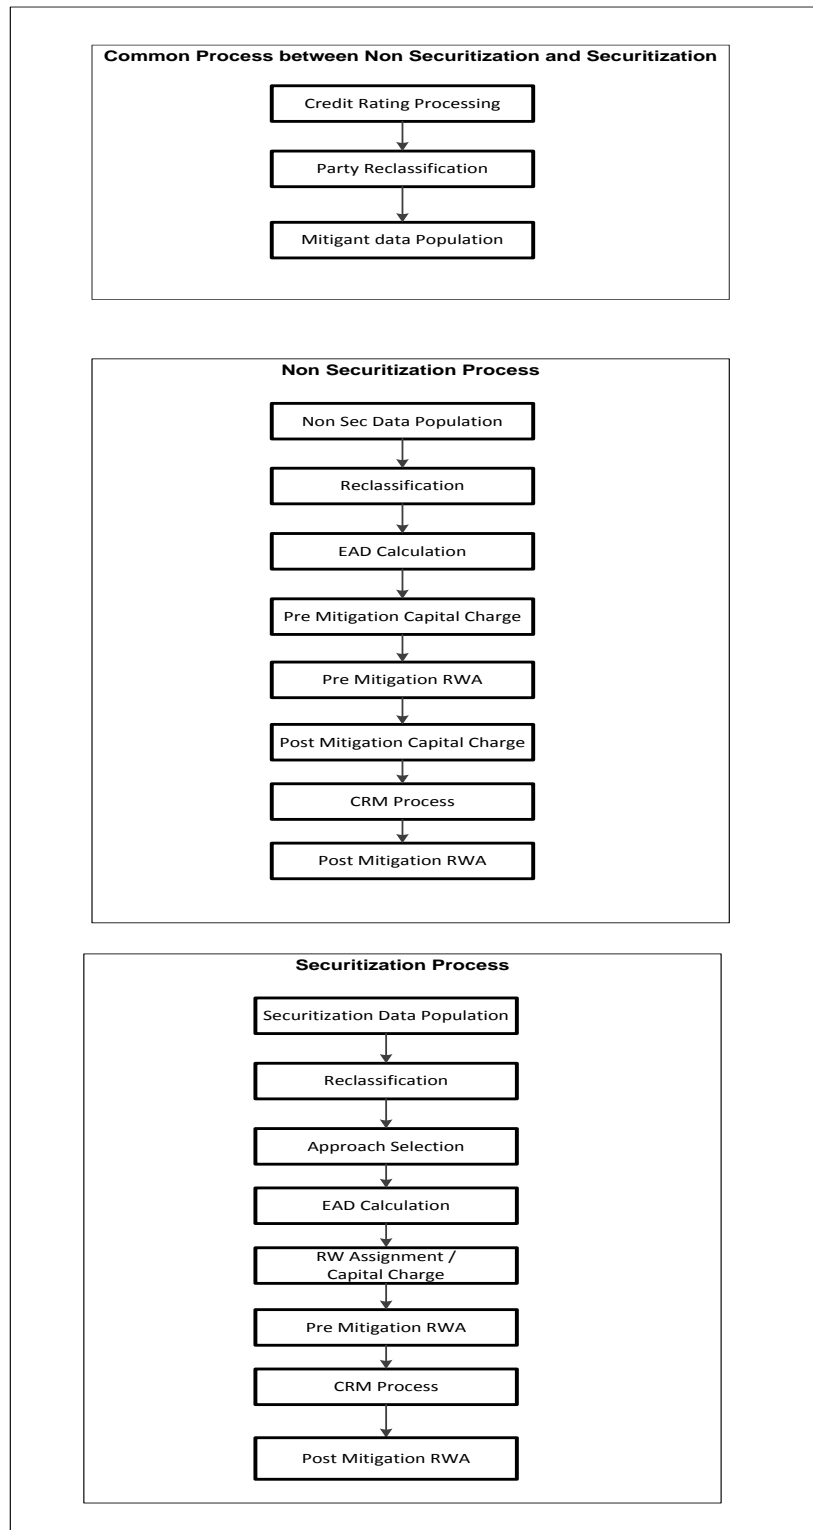 Common Process between Non Securitization and Securitization
Credit Rating Processing
Party Reclassification
Mitigant data Population
Non Securitization Process
Non Sec Data Population
Reclassification
EAD Calculation
Pre Mitigation Capital Charge
Pre Mitigation RWA
Post Mitigation Capital Charge
CRM Process
Post Mitigation RWA
Securitization Process
Securitization Data Population
Reclassification
Approach Selection
EAD Calculation
RW Assignment /
Capital Charge
Pre Mitigation RWA
CRM Process
Post Mitigation RWA